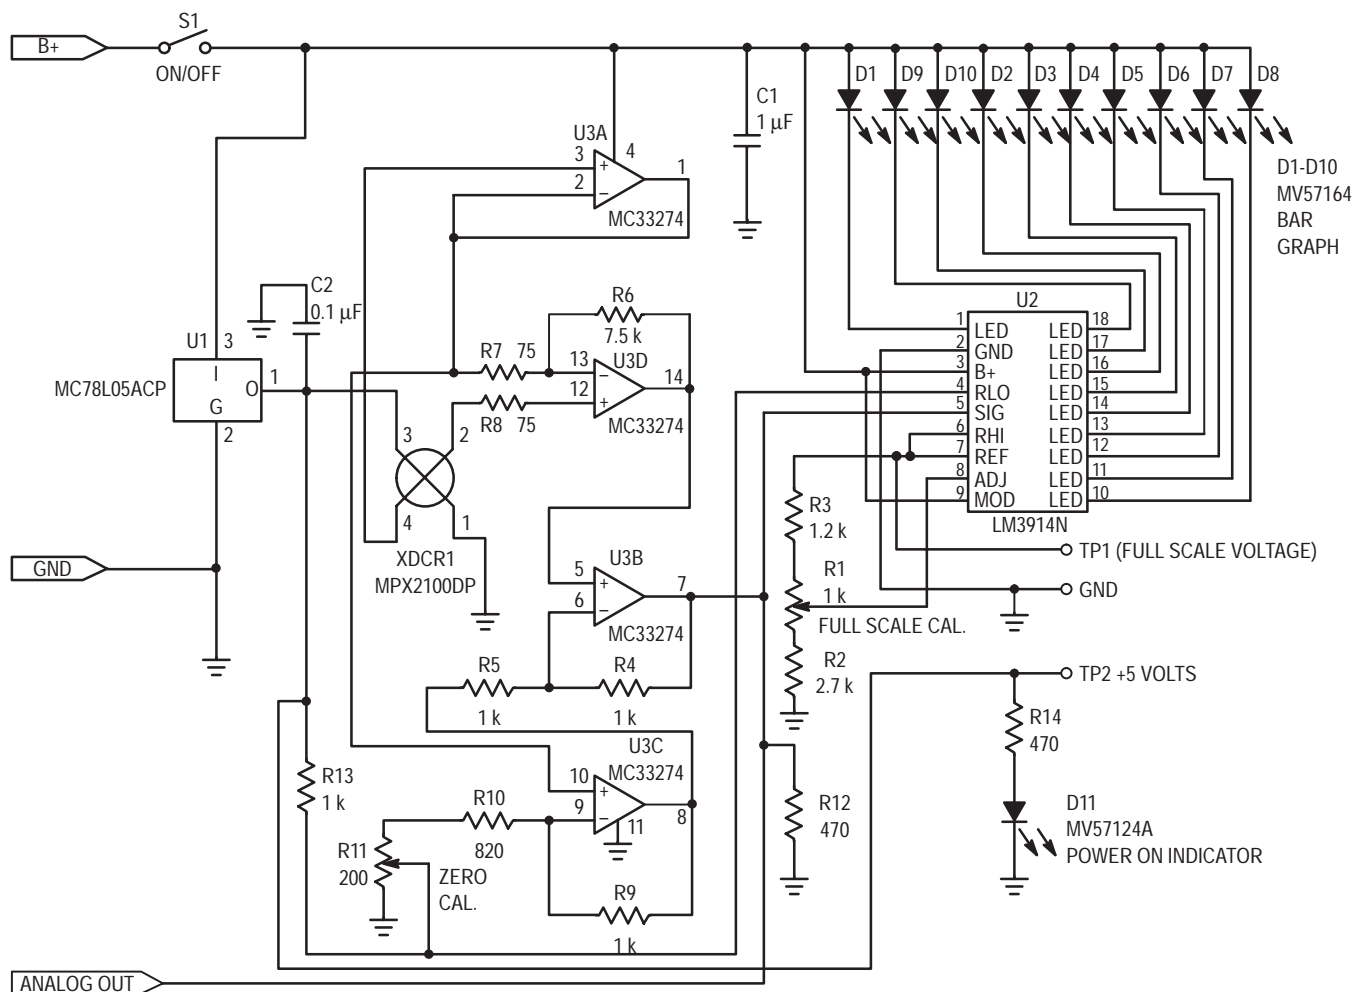 S1
B+
ON/OFF
D1
D9
D10
D2
D3
D4
D5
D6
D7
D8
C1
1 µF
U3A
3
4
1
2
+
−
MC33274
D1-D10
MV57164
BAR
GRAPH
C2
0.1 µF
R6
7.5 k
U2
1 LED LED 18
2 GND LED 17
3 B+ LED 16
4 RLO LED 15
5 SIG LED 14
6 RHI LED 13
7 REF LED 12
8 ADJ LED 11
9 MOD LED 10
LM3914N
U1 3
MC78L05ACP
I
O
G
1
2
R7 75
R8 75
13
12
−
+
U3D
14
MC33274
3
2
4
1
XDCR1
MPX2100DP
R3
1.2 k
TP1 (FULL SCALE VOLTAGE)
GND
R1
1 k
FULL SCALE CAL.
GND
5
6
+
−
U3B
7
MC33274
R5
1 k
R4
1 k
R2
2.7 k
TP2 +5 VOLTS
R14
470
U3C
MC33274
10
9
+
−
11
8
R13
1 k
R10
820
R11
200
ZERO
CAL.
R9
1 k
R12
470
D11
MV57124A
POWER ON INDICATOR
ANALOG OUT